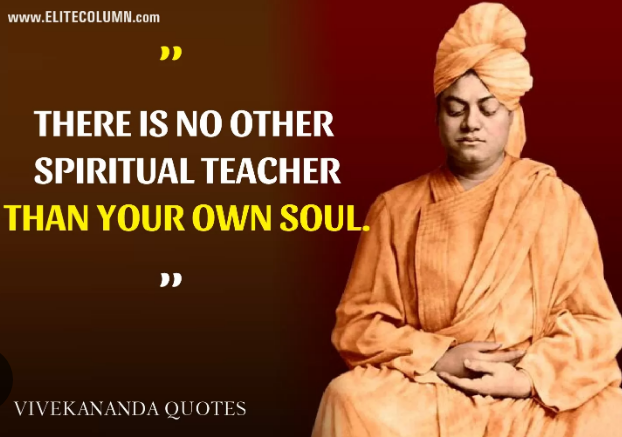 www.ELITECOLUMN.com
”
THERE IS NO OTHER
SPIRITUAL TEACHER
THAN YOUR OWN SOUL.
”
VIVEKANANDA QUOTES